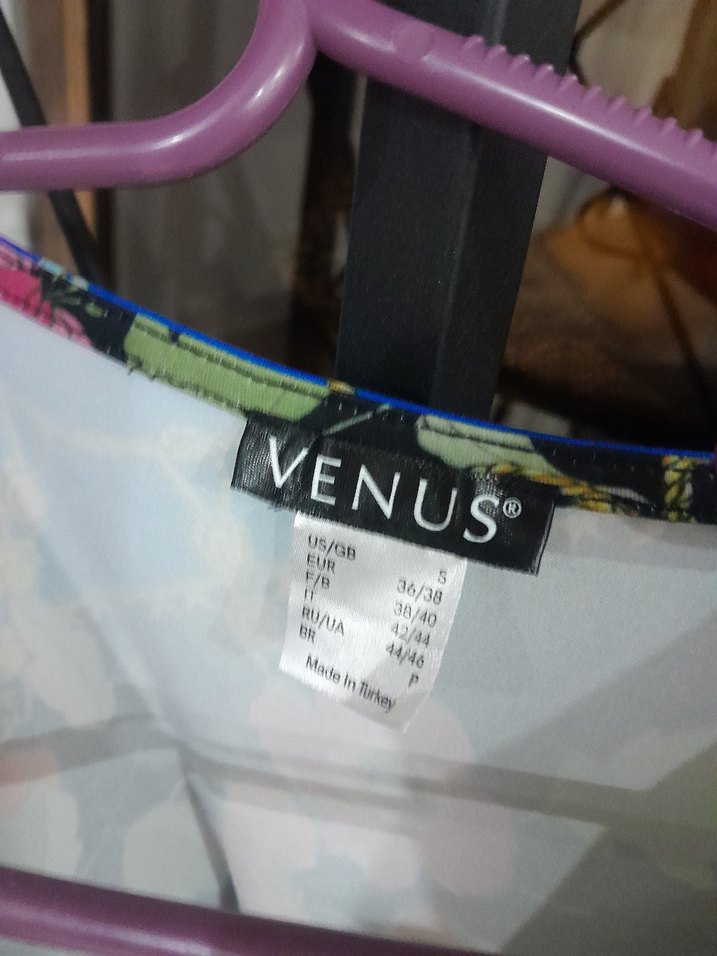 VENUS®
US/GB S
EUR 36/38
F/B 38/40
IT 42/44
RU/UA 44/46
BR P
Made In Turkey